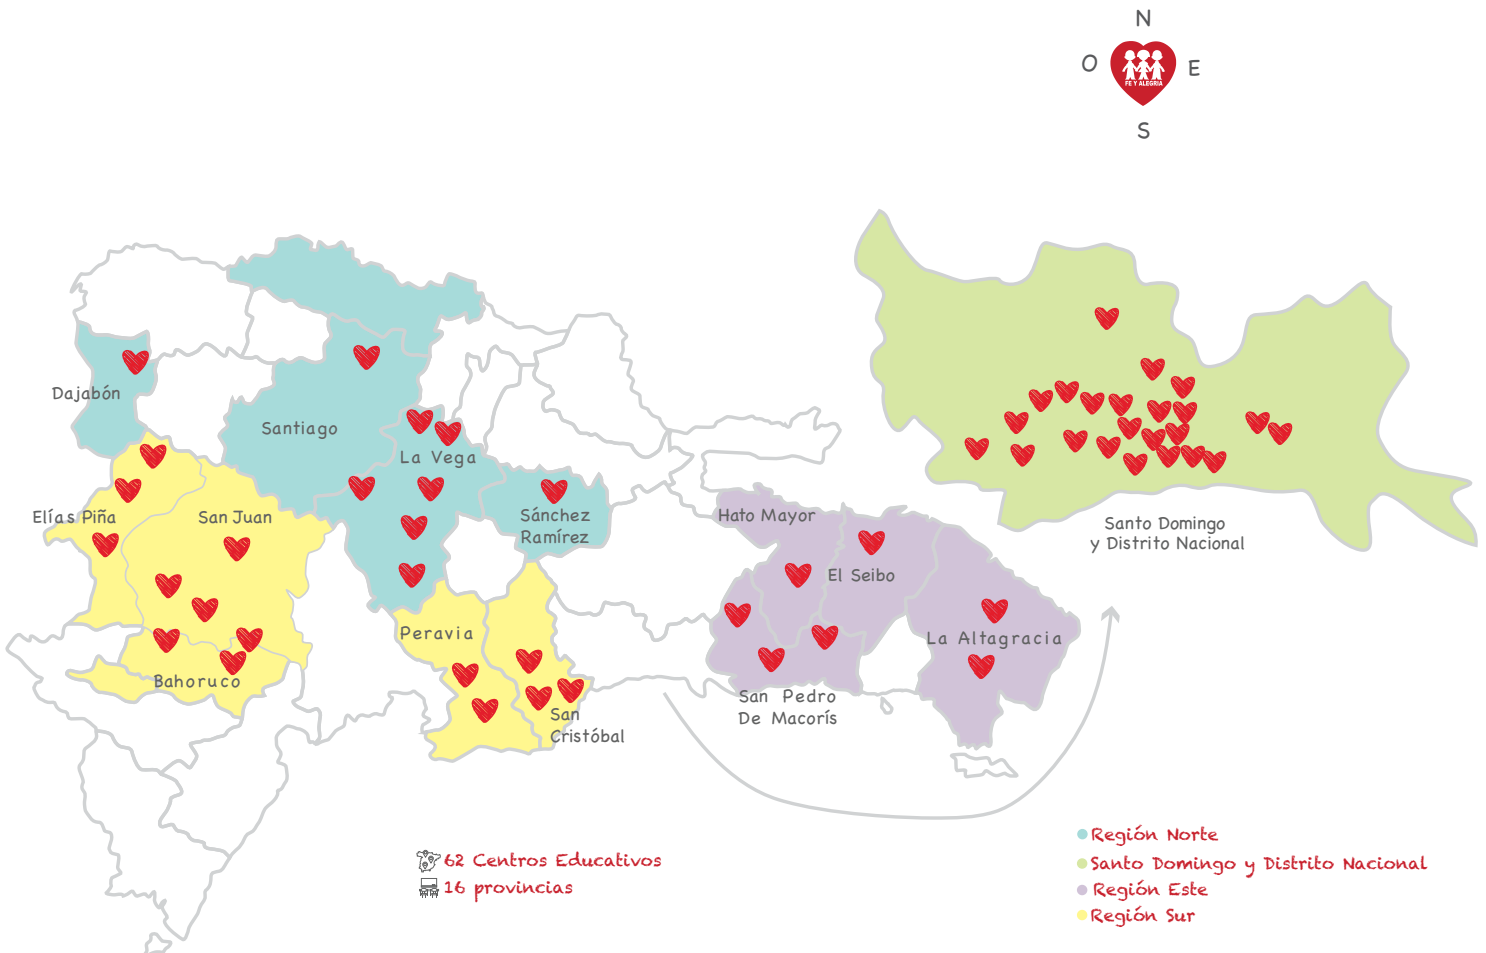 N
O
FE Y ALEGRIA
E
S
Dajabón
Santiago
La Vega
Sánchez
Ramírez
Elías Piña
San Juan
Bahoruco
Peravia
San
Cristóbal
Hato Mayor
El Seibo
La Altagracia
San Pedro
De Macorís
Santo Domingo
y Distrito Nacional
62 Centros Educativos
16 provincias
Región Norte
Santo Domingo y Distrito Nacional
Región Este
Región Sur